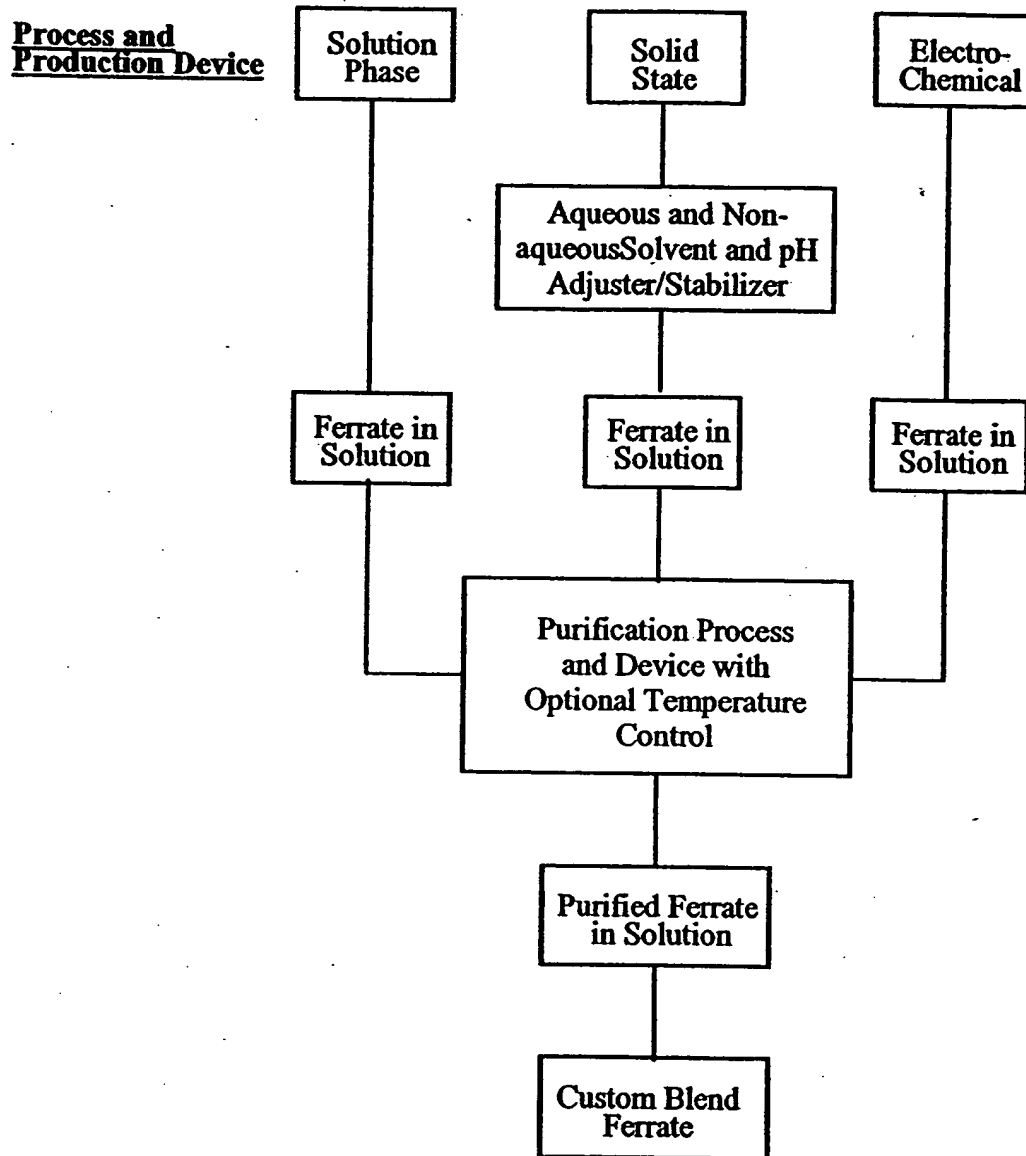 Process and
Production Device
Solution
Phase
Solid
State
Electro-
Chemical
Aqueous and Non-
aqueousSolvent and pH
Adjuster/Stabilizer
Ferrate in
Solution
Ferrate in
Solution
Ferrate in
Solution
Purification Process
and Device with
Optional Temperature
Control
Purified Ferrate
in Solution
Custom Blend
Ferrate